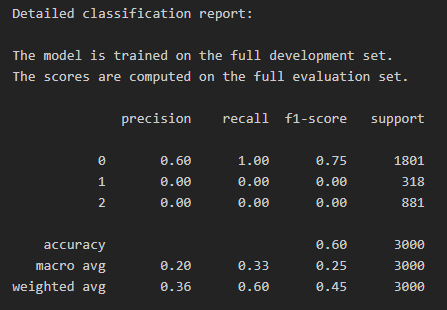 Detailed classification report:
The model is trained on the full development set.
The scores are computed on the full evaluation set.
precision recall f1-score support
0 0.60 1.00 0.75 1801
1 0.00 0.00 0.00 318
2 0.00 0.00 0.00 881
accuracy 0.60 3000
macro avg 0.20 0.33 0.25 3000
weighted avg 0.36 0.60 0.45 3000